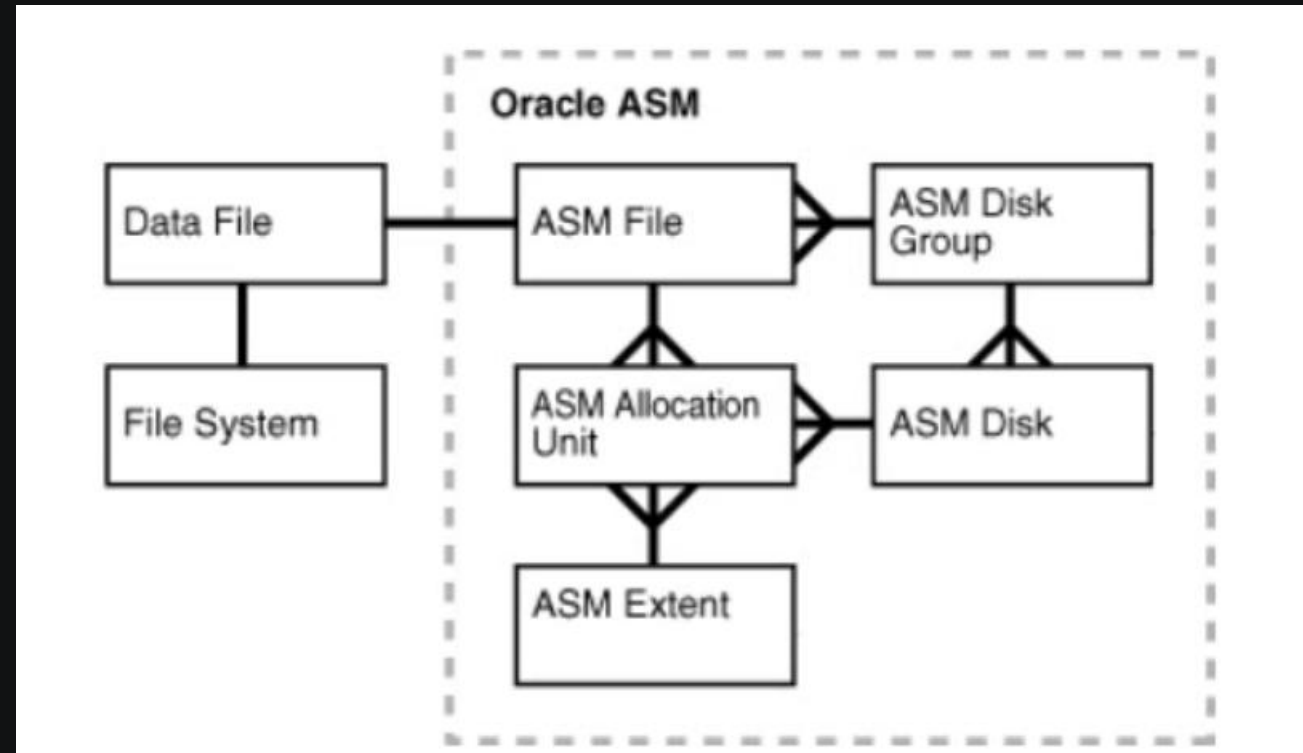 Oracle ASM
Data File
ASM File
ASM Disk
Group
File System
ASM Allocation
Unit
ASM Disk
ASM Extent